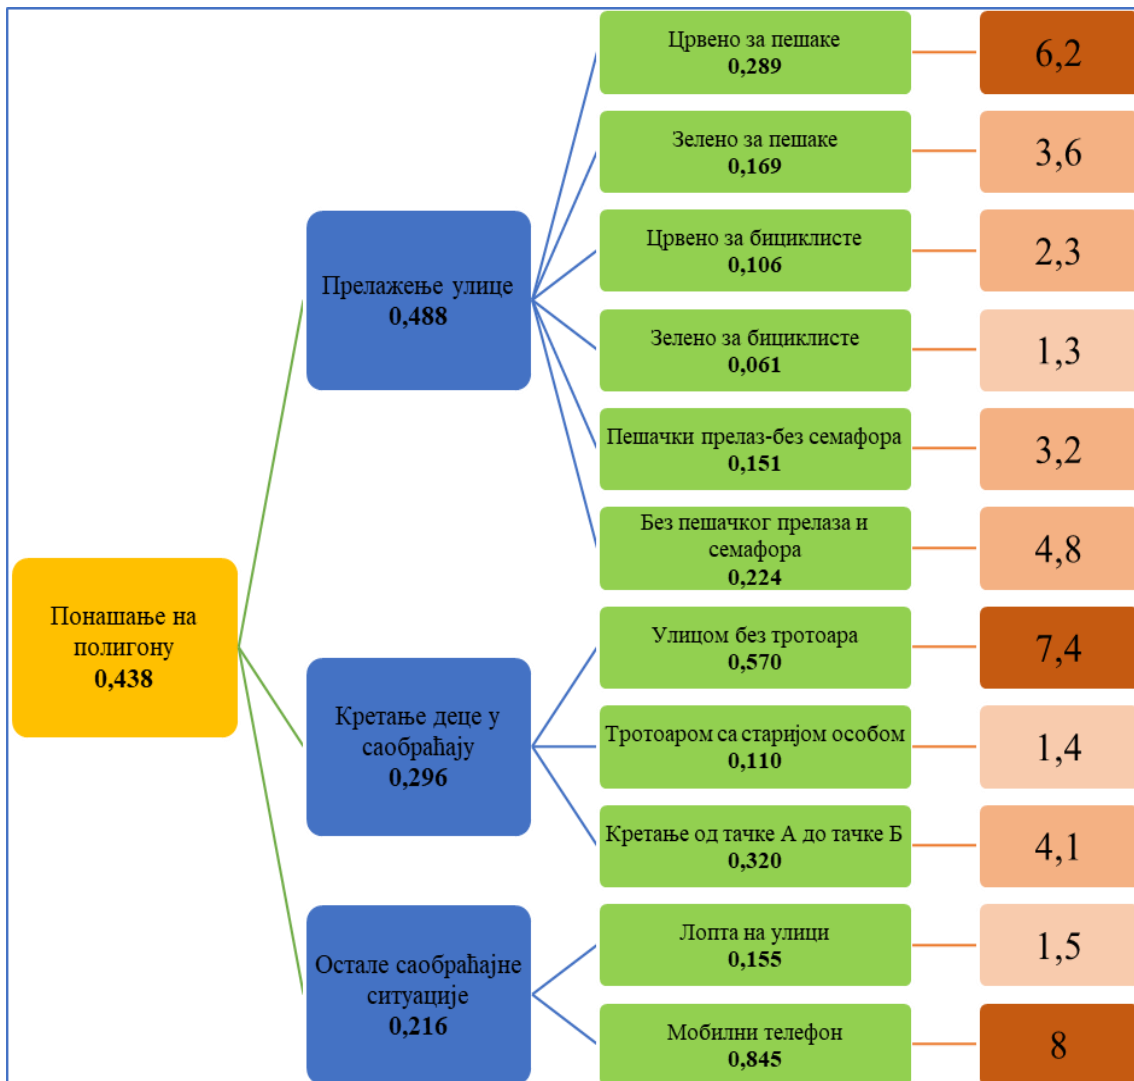 Понашање на
полигону
0,438
Прелажење улице
0,488
Црвено за пешаке
0,289
6,2
Зелено за пешаке
0,169
3,6
Црвено за бициклисте
0,106
2,3
Зелено за бициклисте
0,061
1,3
Пешачки прелаз-без семафора
0,151
3,2
Без пешачког прелаза и
семафора
0,224
4,8
Кретање деце у
саобраћају
0,296
Улицом без тротоара
0,570
7,4
Тротоаром са старијом особом
0,110
1,4
Кретање од тачке А до тачке Б
0,320
4,1
Остале саобраћајне
ситуације
0,216
Лопта на улици
0,155
1,5
Мобилни телефон
0,845
8